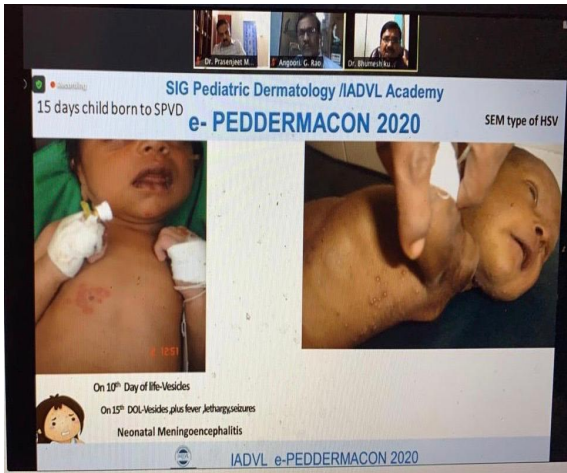 Dr. Prasenjeet M...
Angoori. G. Rao
Dr. Bhumesh ku...
Recording
SIG Pediatric Dermatology /IADVL Academy
15 days child born to SPVD
e- PEDDERMACON 2020
SEM type of HSV
On 10th Day of life-Vesicles
On 15th DOL-Vesicles ,plus fever ,lethargy,seizures
Neonatal Meningoencephalitis
IADVL e-PEDDERMACON 2020